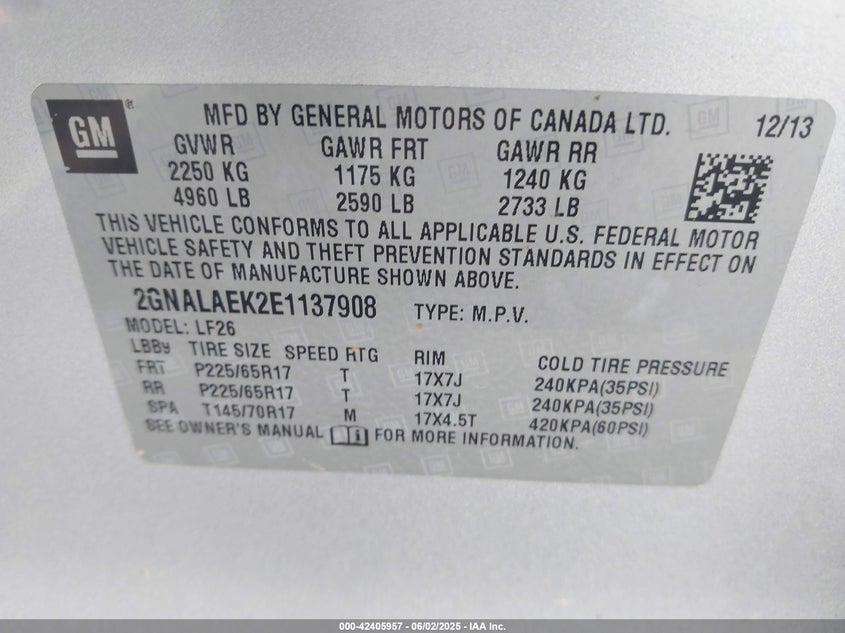 GM
MFD BY GENERAL MOTORS OF CANADA LTD. 12/13
GVWR GAWR FRT GAWR RR
2250 KG 1175 KG 1240 KG
4960 LB 2590 LB 2733 LB
THIS VEHICLE CONFORMS TO ALL APPLICABLE U.S. FEDERAL MOTOR
VEHICLE SAFETY AND THEFT PREVENTION STANDARDS IN EFFECT ON
THE DATE OF MANUFACTURE SHOWN ABOVE.
2GNALAEK2E1137908 TYPE: M.P.V.
MODEL: LF26
LBBy TIRE SIZE SPEED RTG RIM COLD TIRE PRESSURE
FRT P225/65R17 T 17X7J 240KPA(35PSI)
RR P225/65R17 T 17X7J 240KPA(35PSI)
SPA T145/70R17 M 17X4.5T 420KPA(60PSI)
SEE OWNER'S MANUAL FOR MORE INFORMATION.
000-42405957 - 06/02/2025 - IAA Inc.